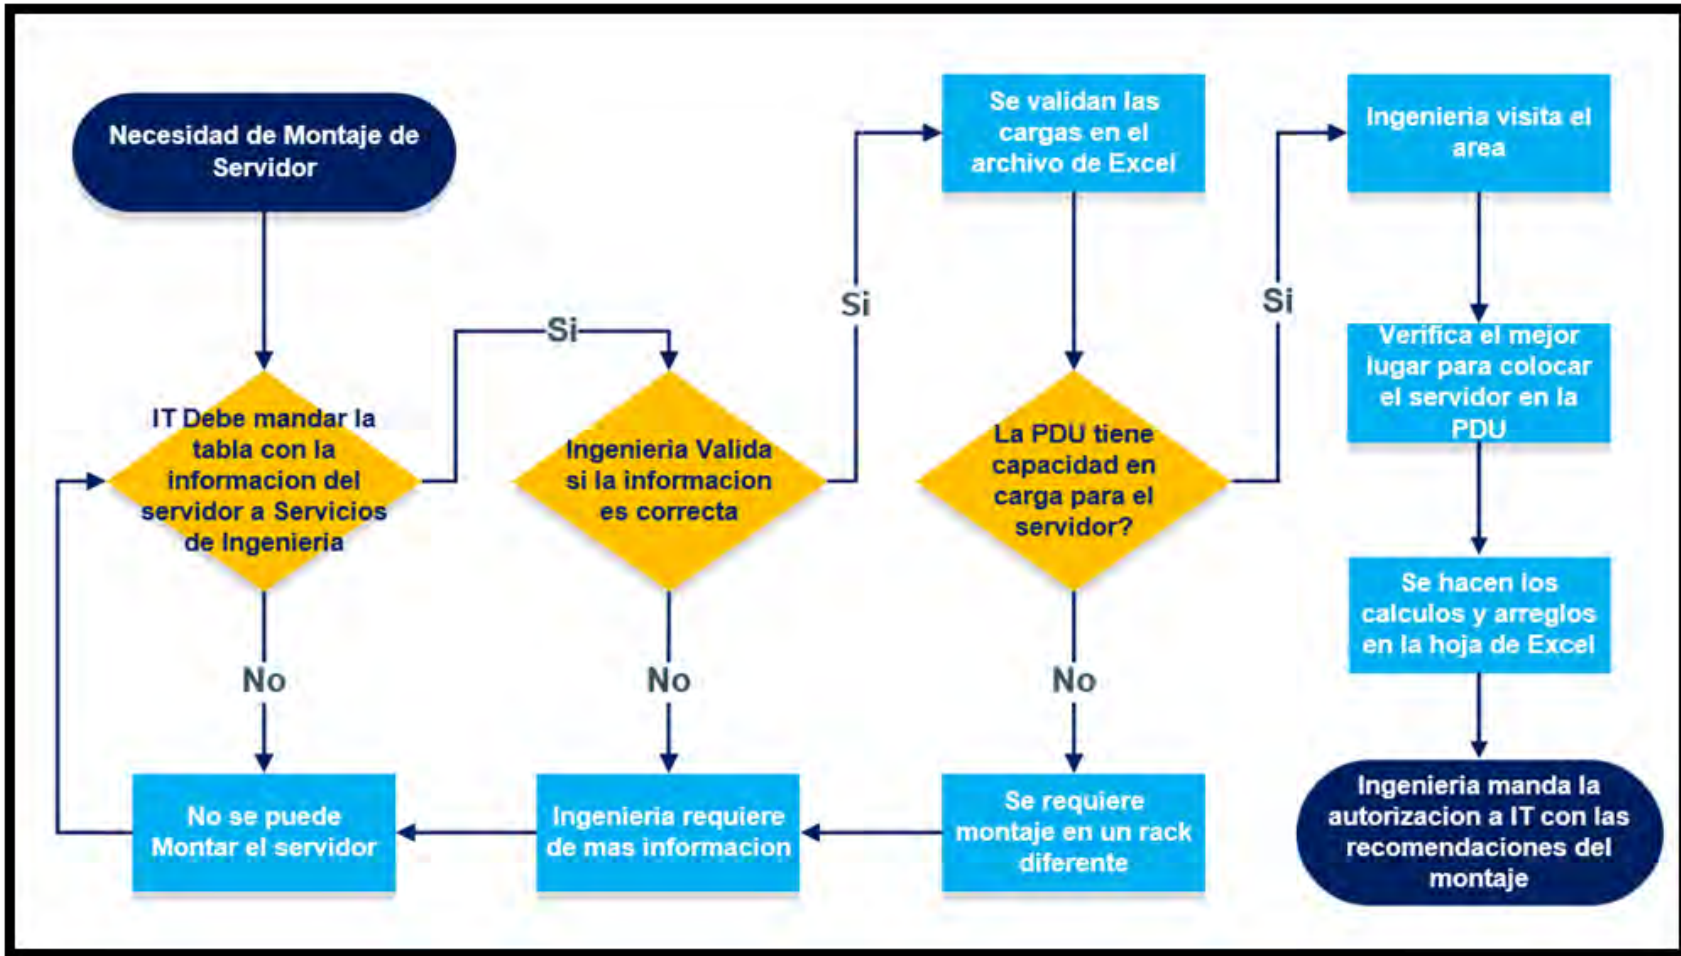 Necesidad de Montaje de
Servidor
IT Debe mandar la
tabla con la
informacion del
servidor a Servicios
de Ingenieria
Si
No
No se puede
Montar el servidor
Ingenieria Valida
si la informacion
es correcta
Si
No
Ingenieria requiere
de mas informacion
Se validan las
cargas en el
archivo de Excel
La PDU tiene
capacidad en
carga para el
servidor?
Si
No
Se requiere
montaje en un rack
diferente
Ingenieria visita el
area
Verifica el mejor
lugar para colocar
el servidor en la
PDU
Se hacen los
calculos y arreglos
en la hoja de Excel
Ingenieria manda la
autorizacion a IT con las
recomendaciones del
montaje